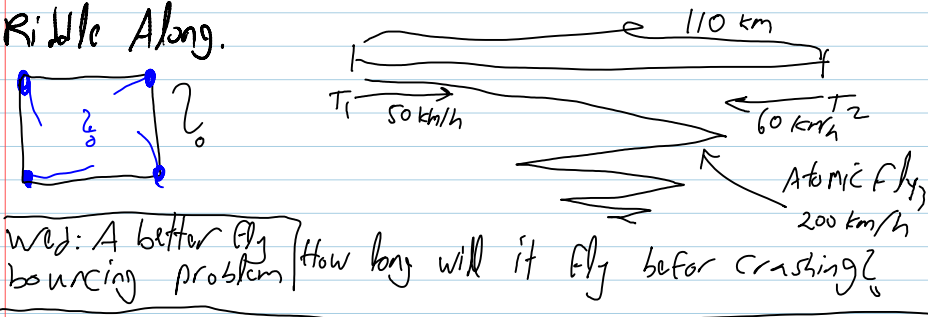 Riddle Along.
110 km
T1
50 km/h
T2
60 km/h
?
?
Atomic Fly,
200 km/h
Wed: A better fly
bouncing problem
How long will it fly befor crashing?